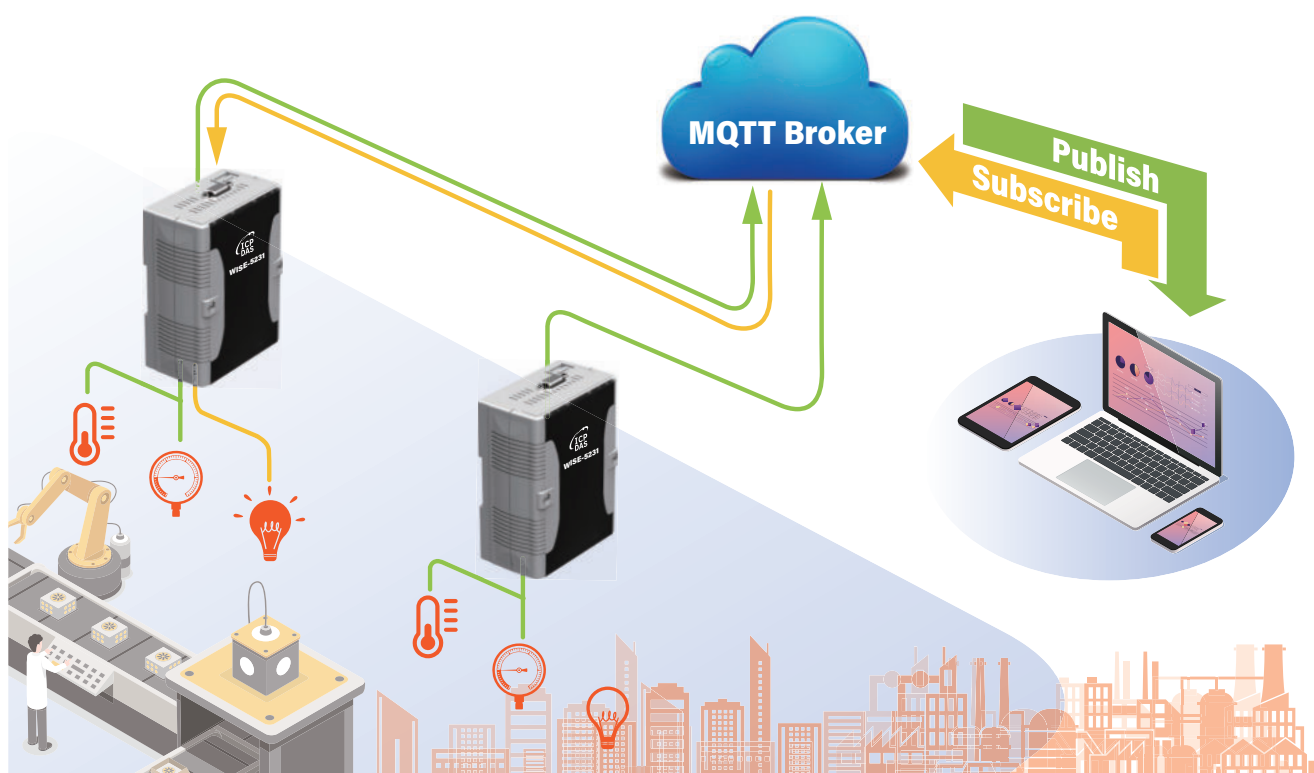 MQTT Broker
Publish
Subscribe
ICP
DAS
WISE-5231
ICP
DAS
WISE-5231